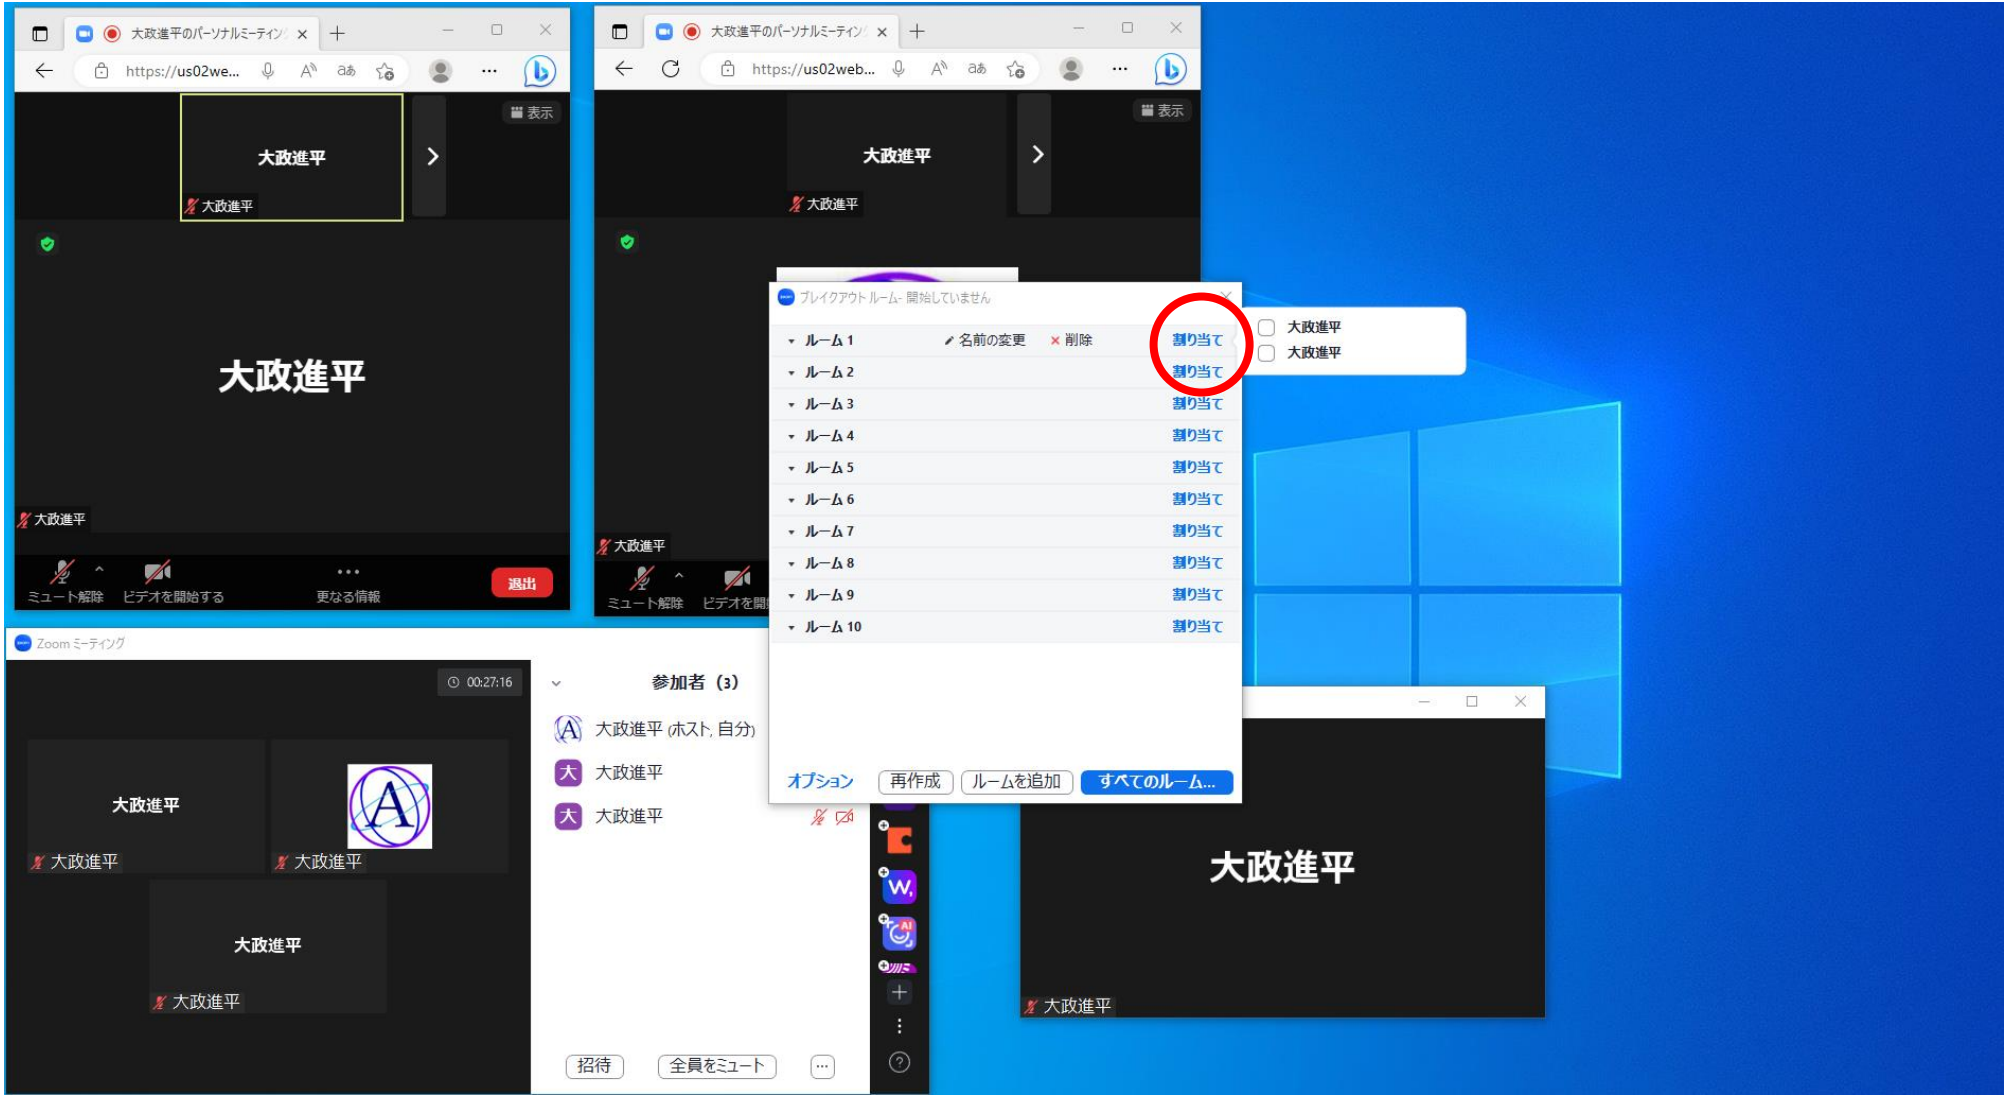 大政進平のパーソナルミーティング
https://us02we...
表示
大政進平
大政進平
大政進平
大政進平
ミュート解除
ビデオを開始する
更なる情報
退出
大政進平のパーソナルミーティング
https://us02web...
表示
大政進平
大政進平
大政進平
ミュート解除
ビデオを開
ブレイクアウト ルーム- 開始していません
ルーム 1 名前の変更 削除 割り当て
ルーム 2 割り当て
ルーム 3 割り当て
ルーム 4 割り当て
ルーム 5 割り当て
ルーム 6 割り当て
ルーム 7 割り当て
ルーム 8 割り当て
ルーム 9 割り当て
ルーム 10 割り当て
オプション 再作成 ルームを追加 すべてのルーム...
大政進平
大政進平
Zoom ミーティング
00:27:16
大政進平
大政進平
大政進平
大政進平
大政進平
参加者 (3)
大政進平 (ホスト, 自分)
大 大政進平
大 大政進平
招待 全員をミュート ...
大政進平
大政進平